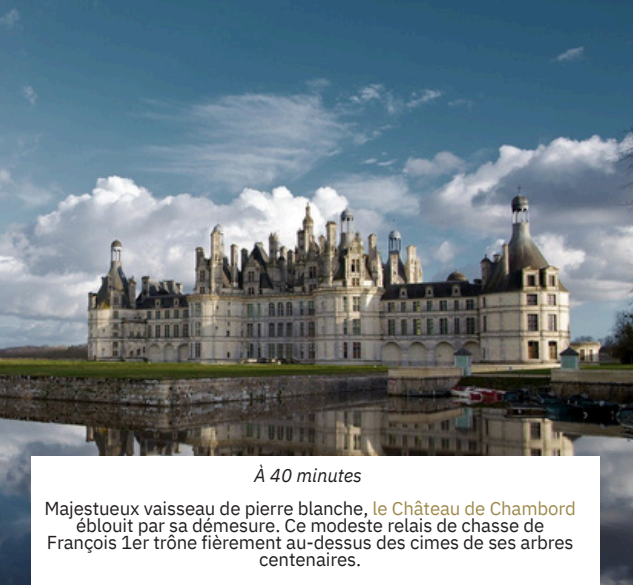 À 40 minutes
Majestueux vaisseau de pierre blanche, le Château de Chambord
éblouit par sa démesure. Ce modeste relais de chasse de
François 1er trône fièrement au-dessus des cimes de ses arbres
centenaires.